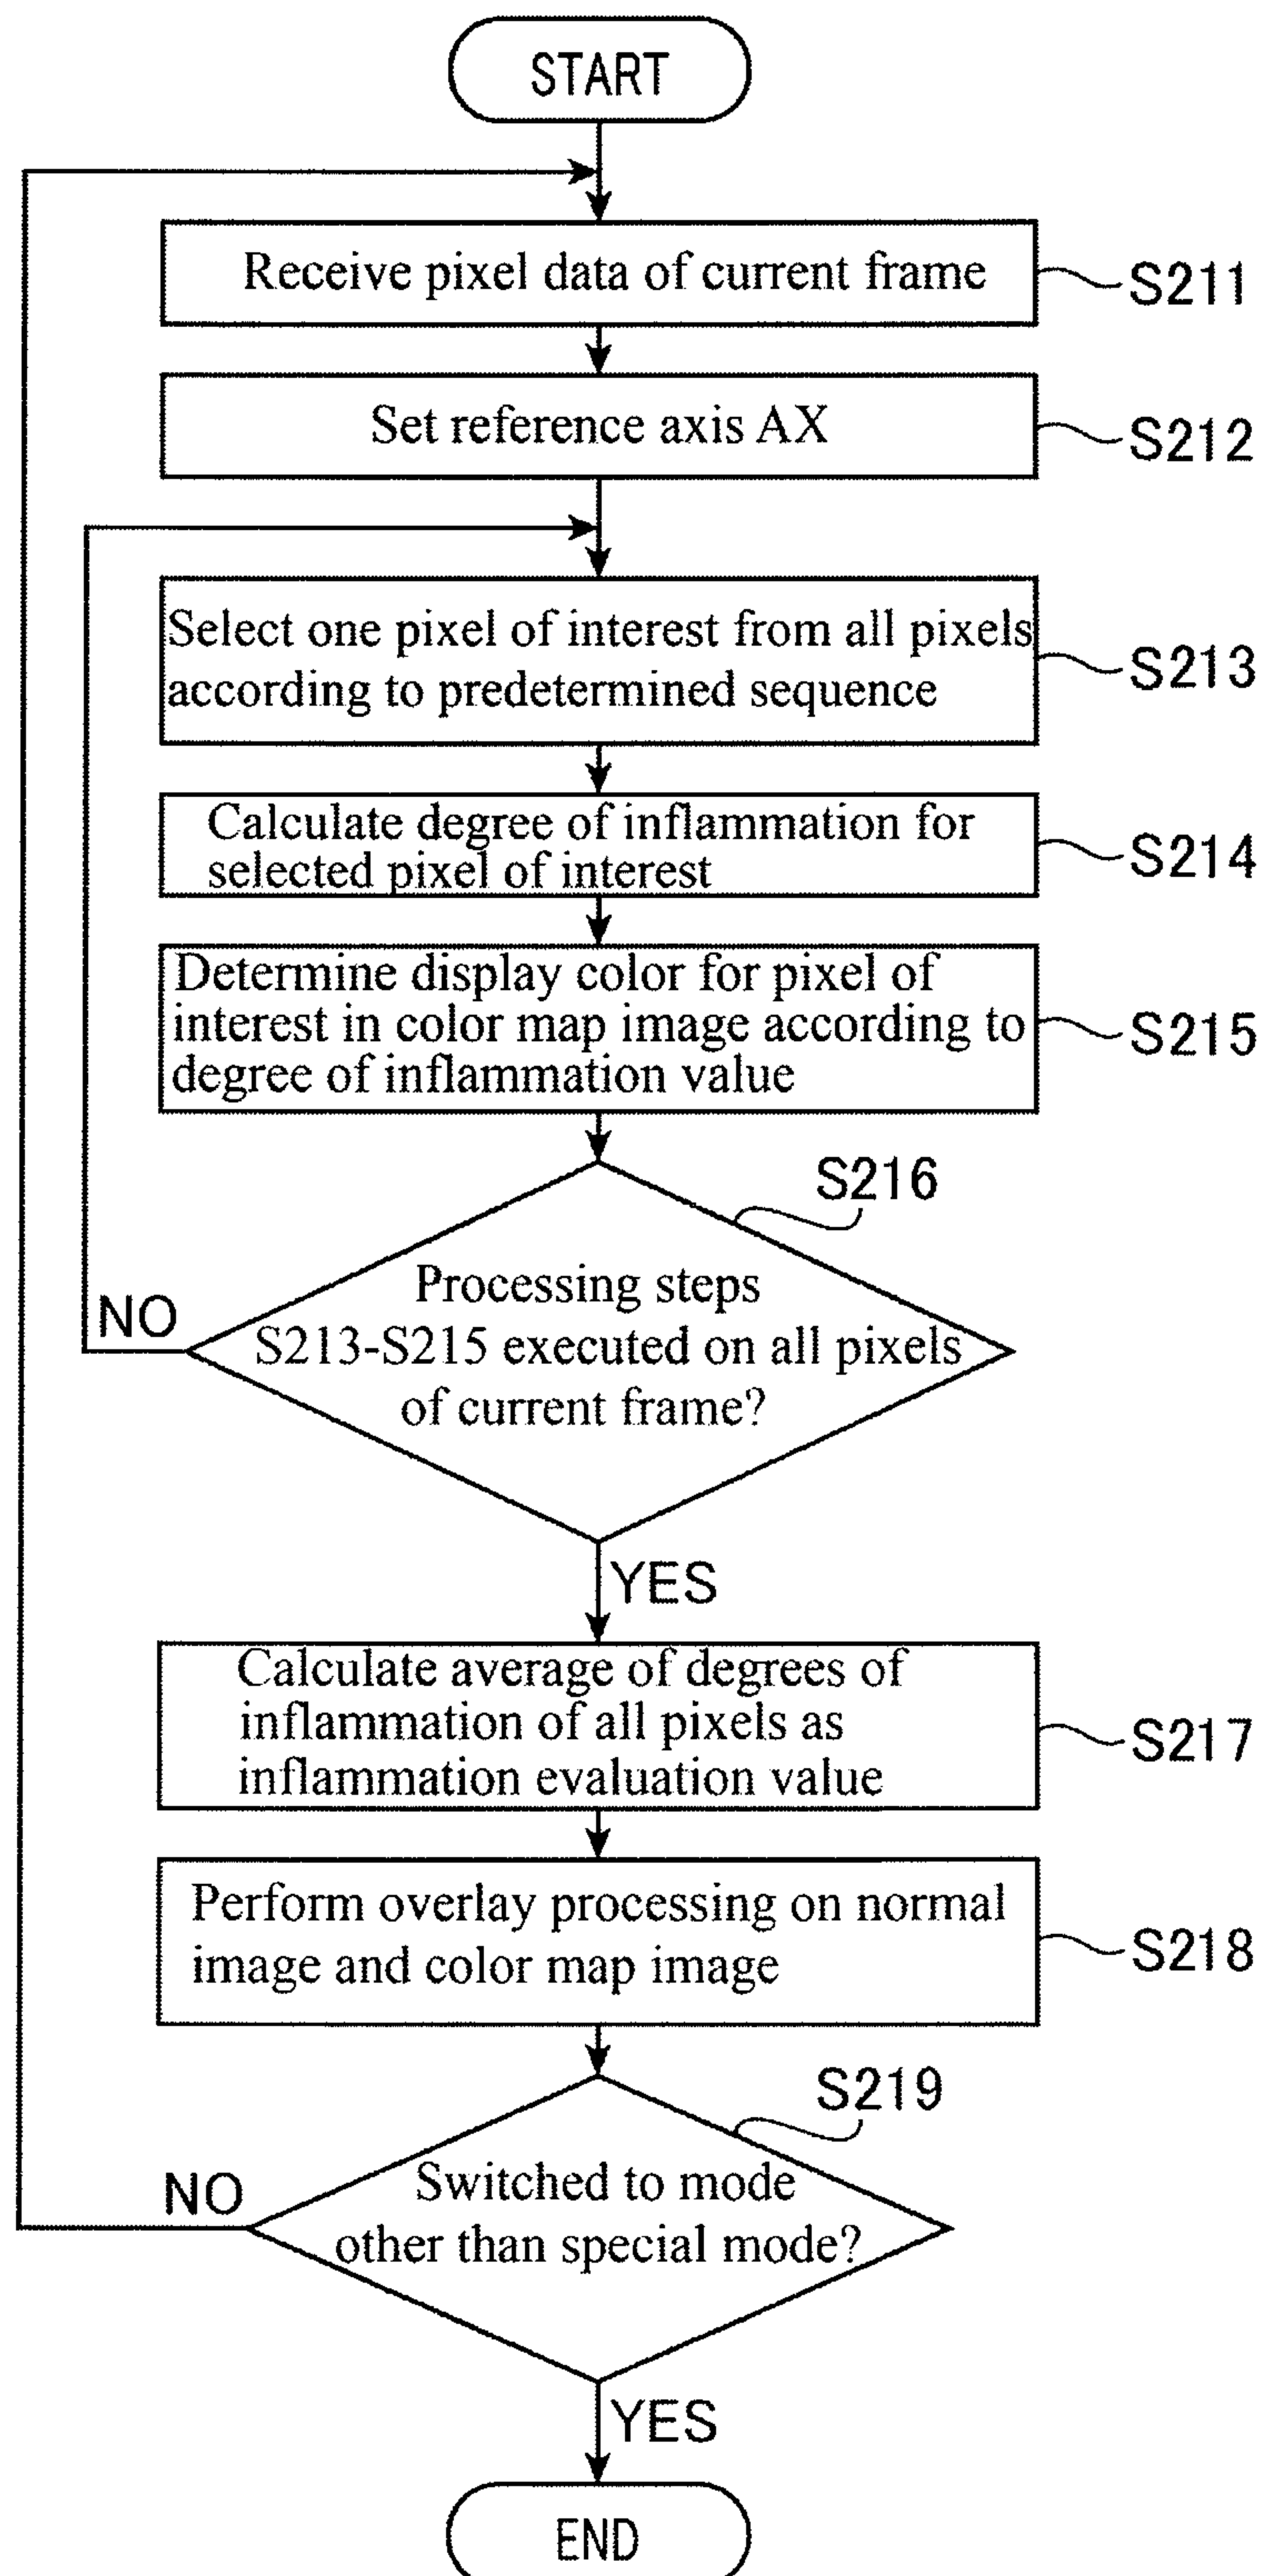 START
Receive pixel data of current frame
S211
Set reference axis AX
S212
Select one pixel of interest from all pixels
according to predetermined sequence
S213
Calculate degree of inflammation for
selected pixel of interest
S214
Determine display color for pixel of
interest in color map image according to
degree of inflammation value
S215
S216
Processing steps
S213-S215 executed on all pixels
of current frame?
NO
YES
Calculate average of degrees of
inflammation of all pixels as
inflammation evaluation value
S217
Perform overlay processing on normal
image and color map image
S218
S219
Switched to mode
other than special mode?
NO
YES
END